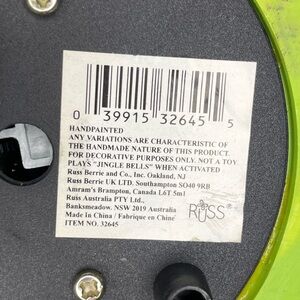 0 39915 32645 5
HANDPAINTED
ANY VARIATIONS ARE CHARACTERISTIC OF
THE HANDMADE NATURE OF THIS PRODUCT
FOR DECORATIVE PURPOSES ONLY. NOT A TOY
PLAYS "JINGLE BELLS" WHEN ACTIVATED
Russ Berrie and Co., Inc. Oakland, NJ
Russ Berrie UK LTD. Southampton SO40 9RB
Amram's Brampton, Canada L6T 5m1
Russ Australia PTY Ltd.,
Banksmeadow. NSW 2019 Australia
Made In China / Fabrique en Chine
ITEM NO. 32645
RUSS